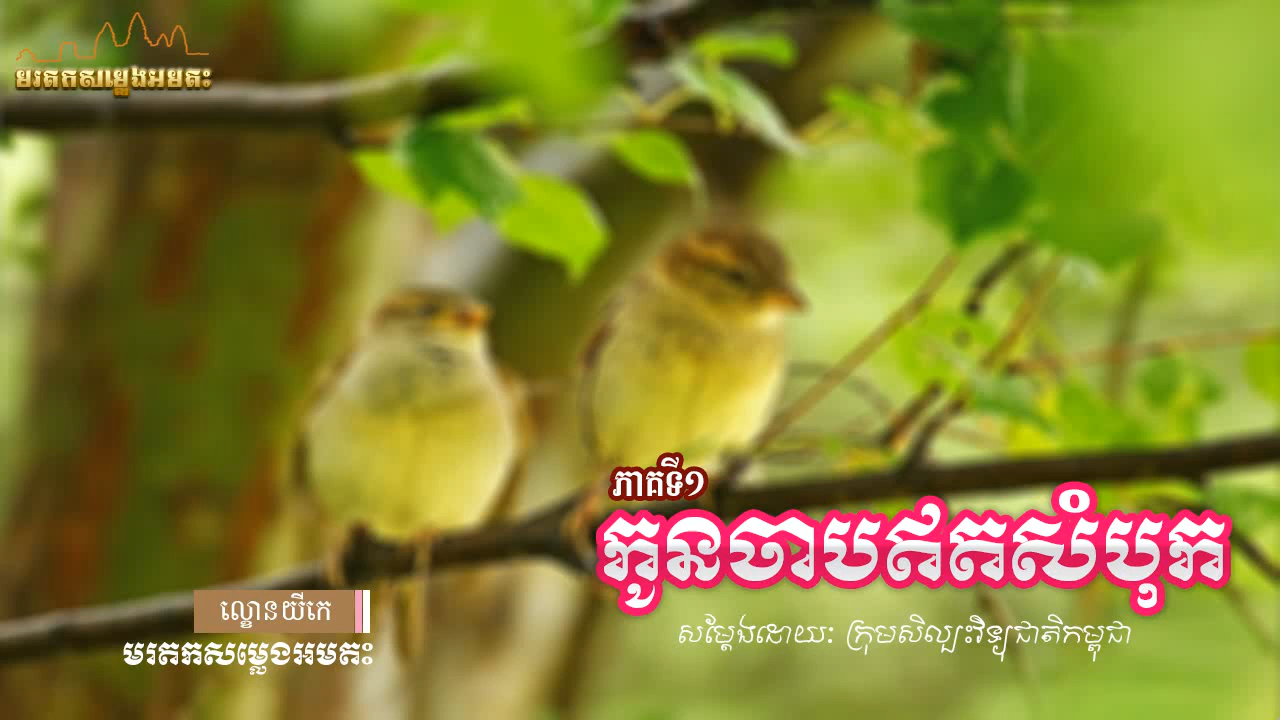 មរតកសម្លេងអមតះ
ភាគទី១
កូនចាបឥតសំបុក
សម្តែងដោយៈ ក្រុមសិល្បះវិទ្យុជាតិកម្ពុជា
ល្ខោនយីកេ
មរតកសម្លេងអមតះ